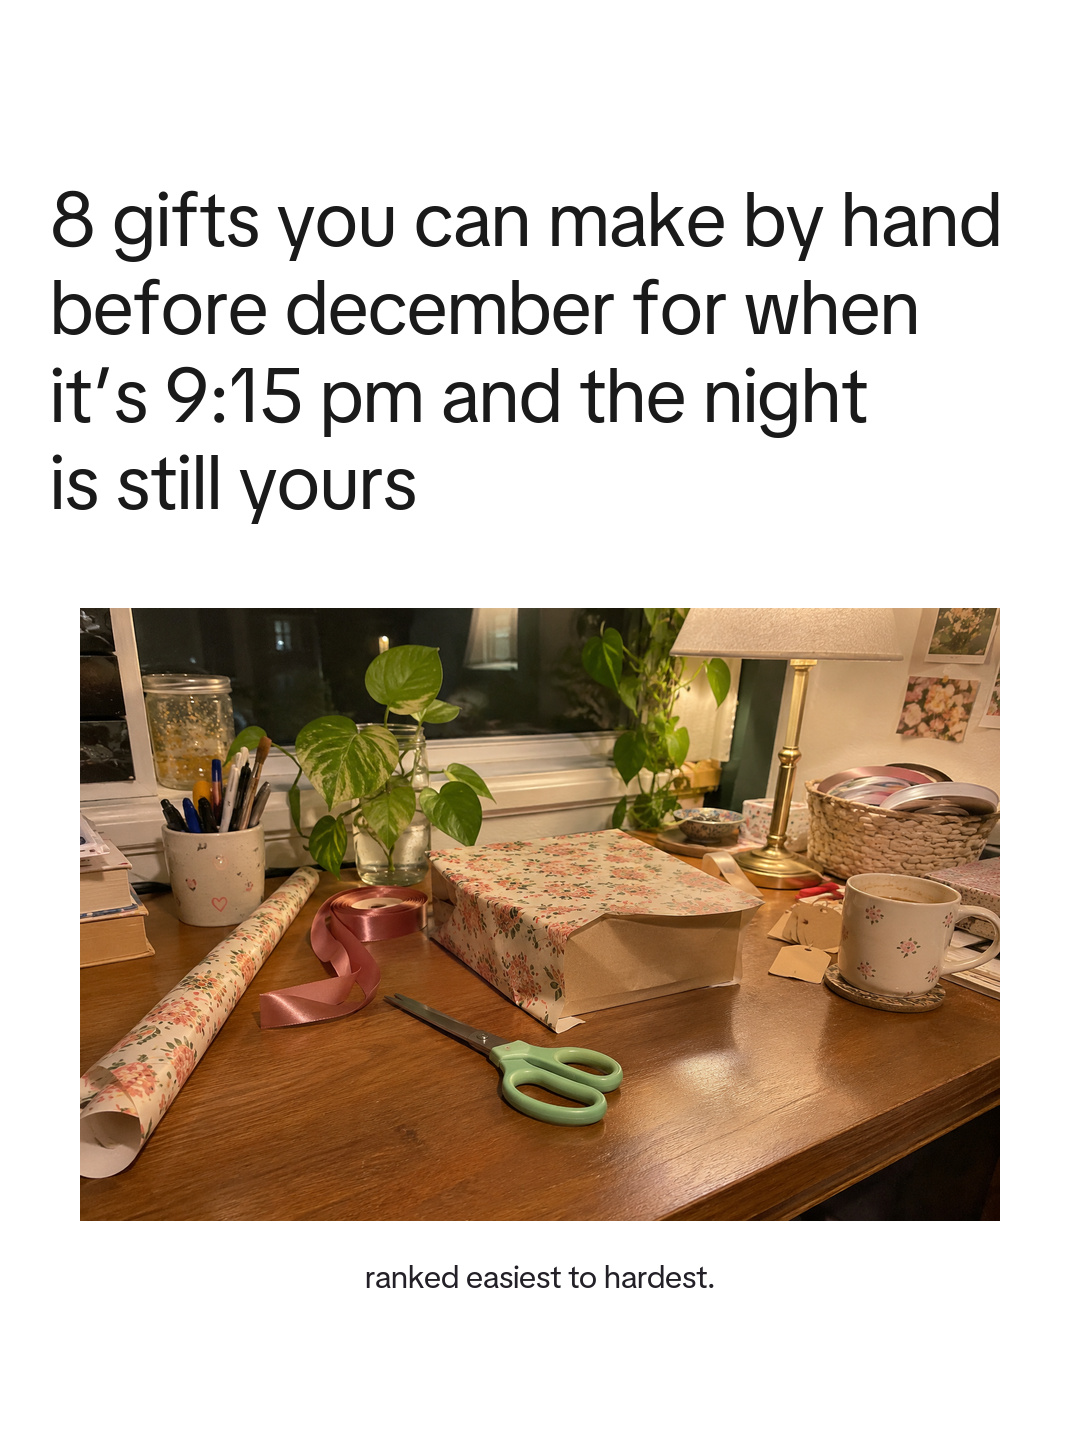 8 gifts you can make by hand
before december for when
it’s 9:15 pm and the night
is still yours
ranked easiest to hardest.